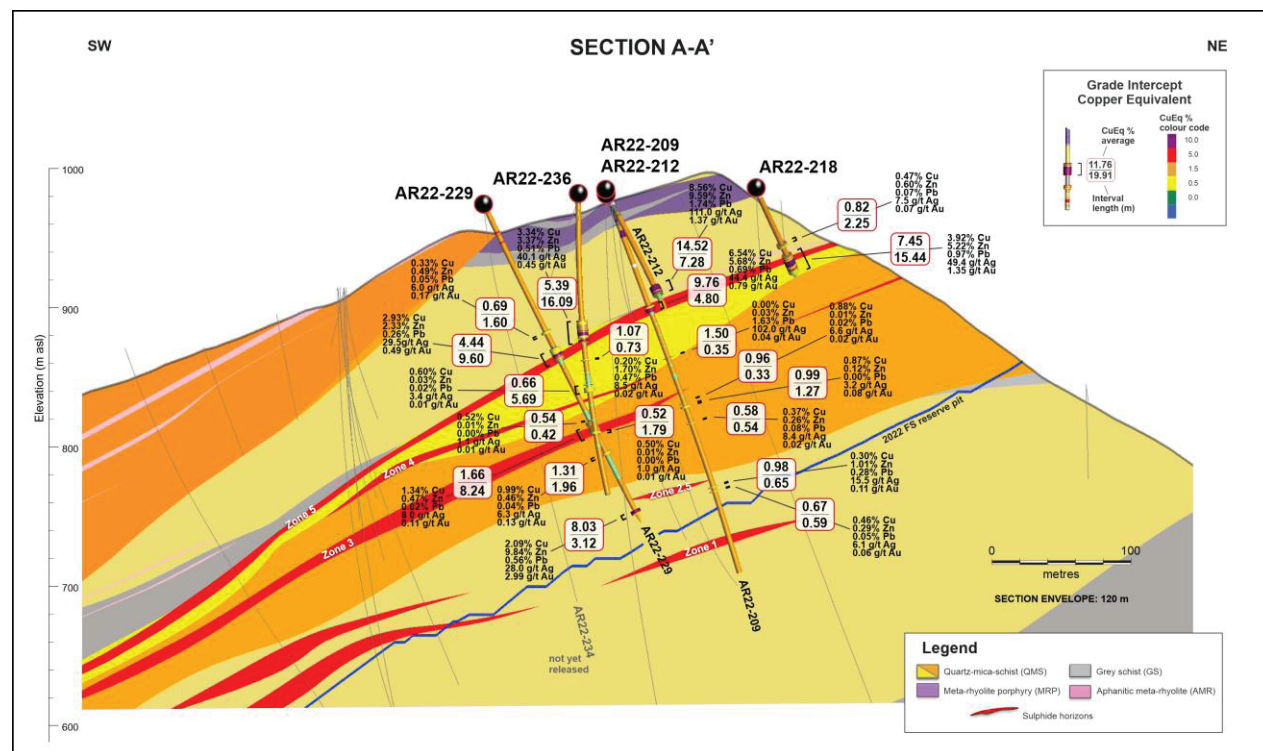 SW
SECTION A-A'
NE
Grade Intercept
Copper Equivalent
CuEq %
average
11.76
19.91
Interval
length (m)
CuEq %
colour code
10.0
5.0
1.5
0.5
0.0
Elevation (m asl)
1000
900
800
700
600
AR22-229
AR22-236
AR22-209
AR22-212
AR22-218
AR22-212
0.47% Cu
0.60% Zn
0.07% Pb
7.5 g/t Ag
0.07 g/t Au
0.82
2.25
3.92% Cu
5.22% Zn
0.97% Pb
49.4 g/t Ag
1.35 g/t Au
7.45
15.44
8.56% Cu
9.59% Zn
1.74% Pb
111.0 g/t Ag
1.37 g/t Au
14.52
7.28
3.34% Cu
3.37% Zn
0.51% Pb
40.1 g/t Ag
0.45 g/t Au
5.39
16.09
6.54% Cu
5.68% Zn
0.69% Pb
g/t Ag
0.79 g/t Au
9.76
4.80
0.33% Cu
0.49% Zn
0.05% Pb
6.0 g/t Ag
0.17 g/t Au
0.69
1.60
2.93% Cu
2.33% Zn
0.26% Pb
29.5g/t Ag
0.49 g/t Au
4.44
9.60
1.07
0.73
0.20% Cu
1.70% Zn
0.47% Pb
8.5 g/t Ag
0.02 g/t Au
0.00% Cu
0.03% Zn
1.63% Pb
102.0 g/t Ag
0.04 g/t Au
1.50
0.35
0.88% Cu
0.01% Zn
0.02% Pb
6.6 g/t Ag
0.02 g/t Au
0.96
0.33
0.87% Cu
0.12% Zn
0.00% Pb
3.2 g/t Ag
0.08 g/t Au
0.99
1.27
0.60% Cu
0.03% Zn
0.02% Pb
3.4 g/t Ag
0.01 g/t Au
0.66
5.69
0.52% Cu
0.01% Zn
0.00% Pb
1.1 g/t Ag
0.01 g/t Au
0.54
0.42
0.52
1.79
0.50% Cu
0.01% Zn
0.00% Pb
1.0 g/t Ag
0.01 g/t Au
0.58
0.54
0.37% Cu
0.26% Zn
0.08% Pb
8.4 g/t Ag
0.02 g/t Au
2022 FS reserve pit
0.98
0.65
0.30% Cu
1.01% Zn
0.28% Pb
15.5 g/t Ag
0.11 g/t Au
0.67
0.59
0.46% Cu
0.29% Zn
0.05% Pb
6.1 g/t Ag
0.06 g/t Au
1.66
8.24
1.34% Cu
0.47% Zn
0.02% Pb
8.0 g/t Ag
0.11 g/t Au
1.31
1.96
0.99% Cu
0.46% Zn
0.04% Pb
6.3 g/t Ag
0.13 g/t Au
8.03
3.12
2.09% Cu
9.84% Zn
0.56% Pb
28.0 g/t Ag
2.99 g/t Au
Zone 5
Zone 4
Zone 3
Zone 2.5
Zone 1
AR22-229
AR22-234
not yet
released
AR22-209
0
100
metres
SECTION ENVELOPE: 120 m
Legend
Quartz-mica-schist (QMS)
Grey schist (GS)
Meta-rhyolite porphyry (MRP)
Aphanitic meta-rhyolite (AMR)
Sulphide horizons